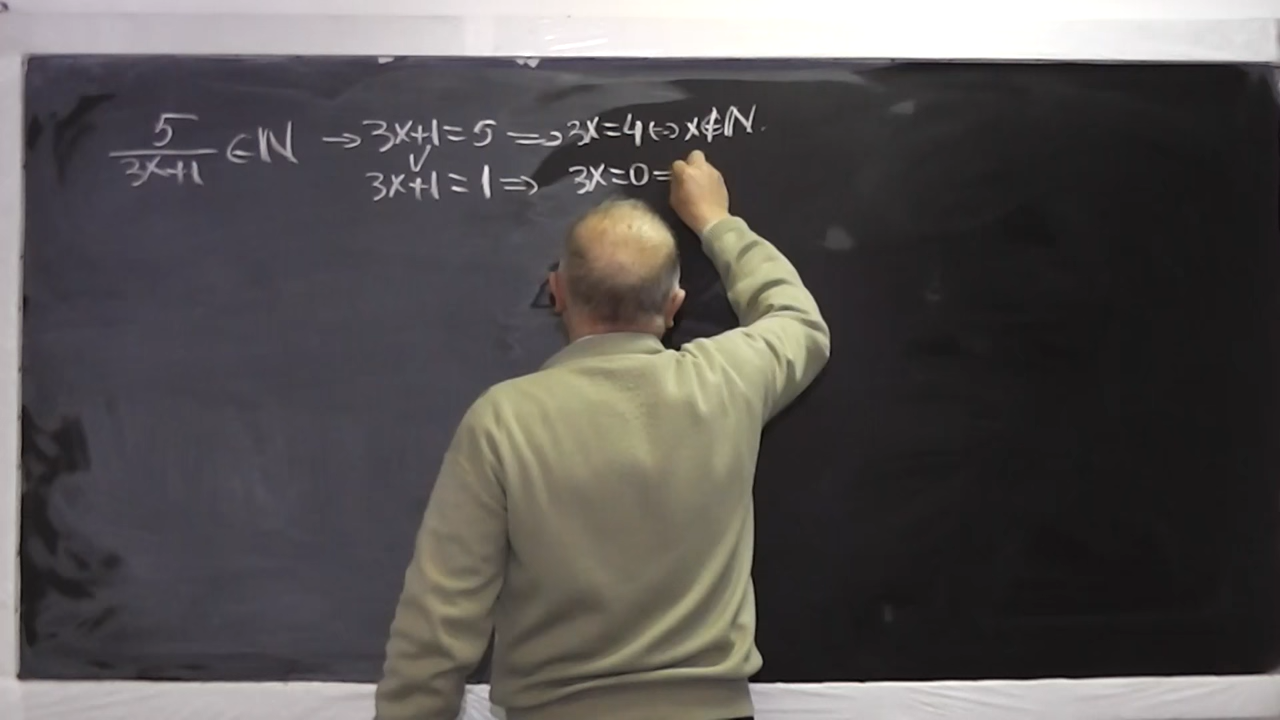 5/(3x+1) ∈ ℕ → 3x+1 = 5 ⇒ 3x=4 ⇔ x∉ℕ.
∨
3x+1 = 1 ⇒ 3x=0 =